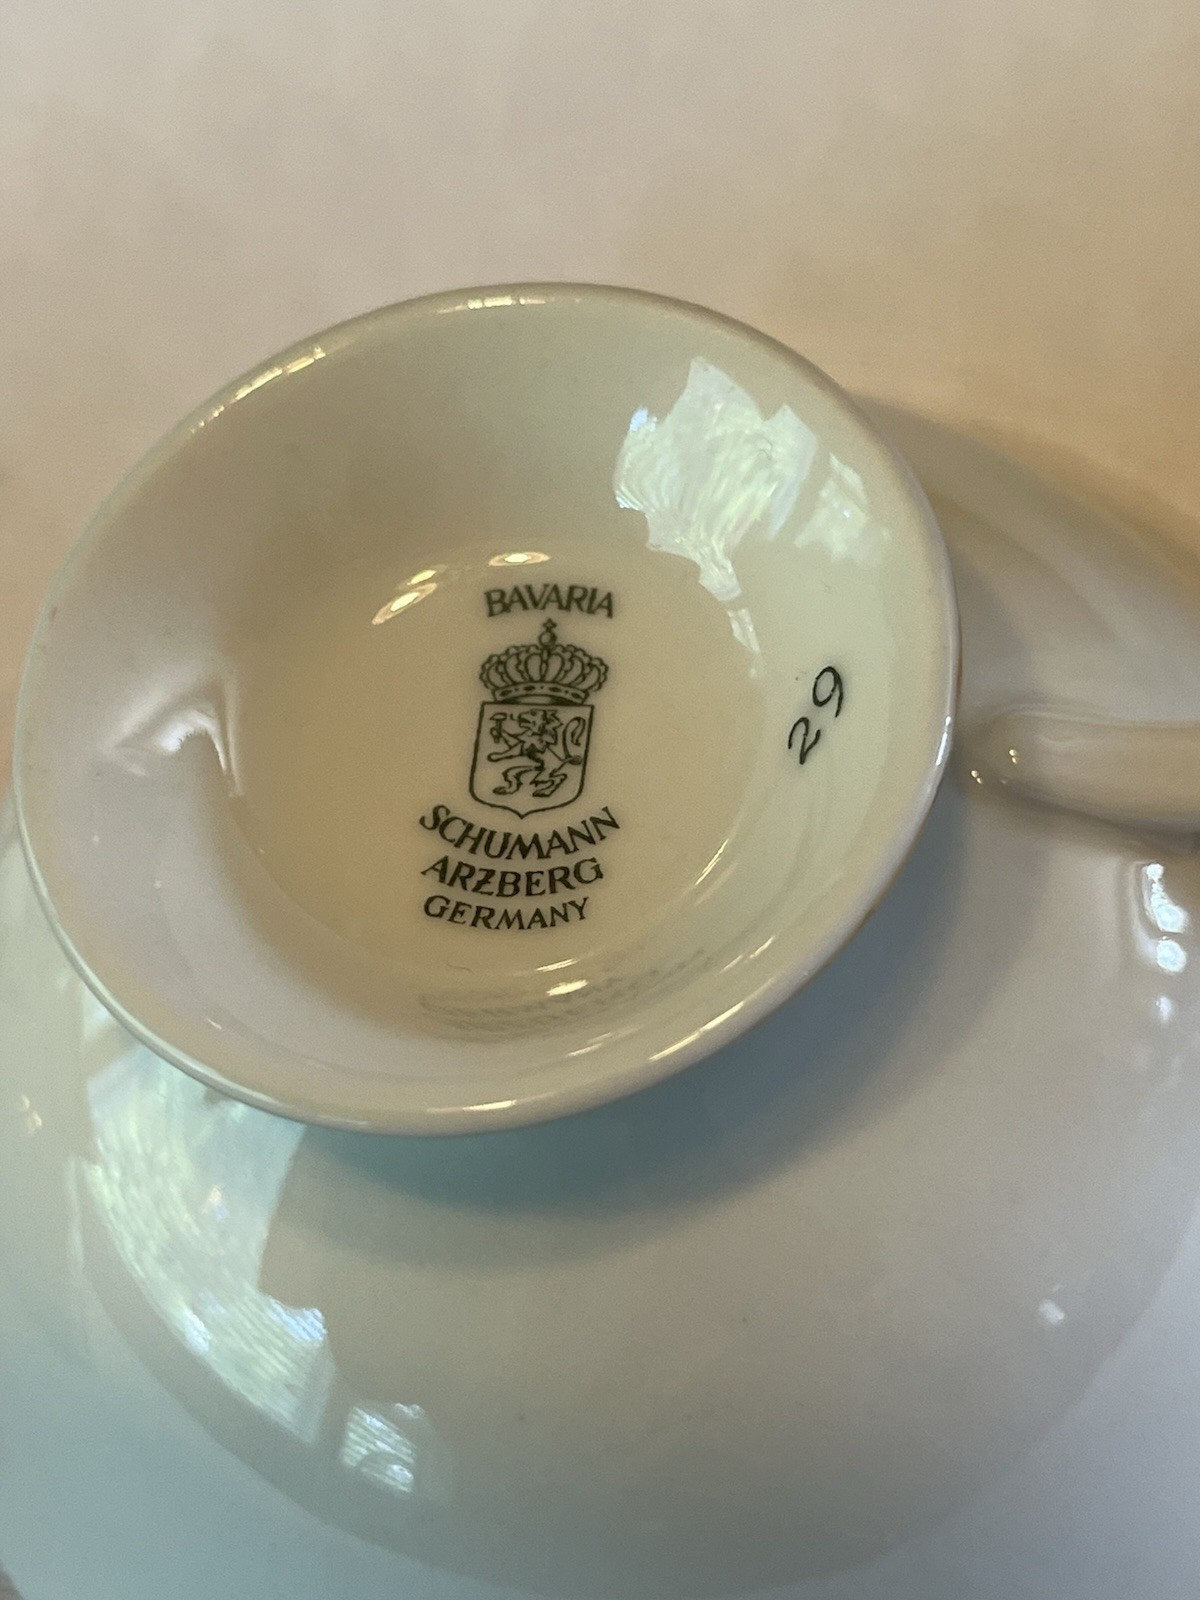 BAVARIA
SCHUMANN
ARZBERG
GERMANY
29